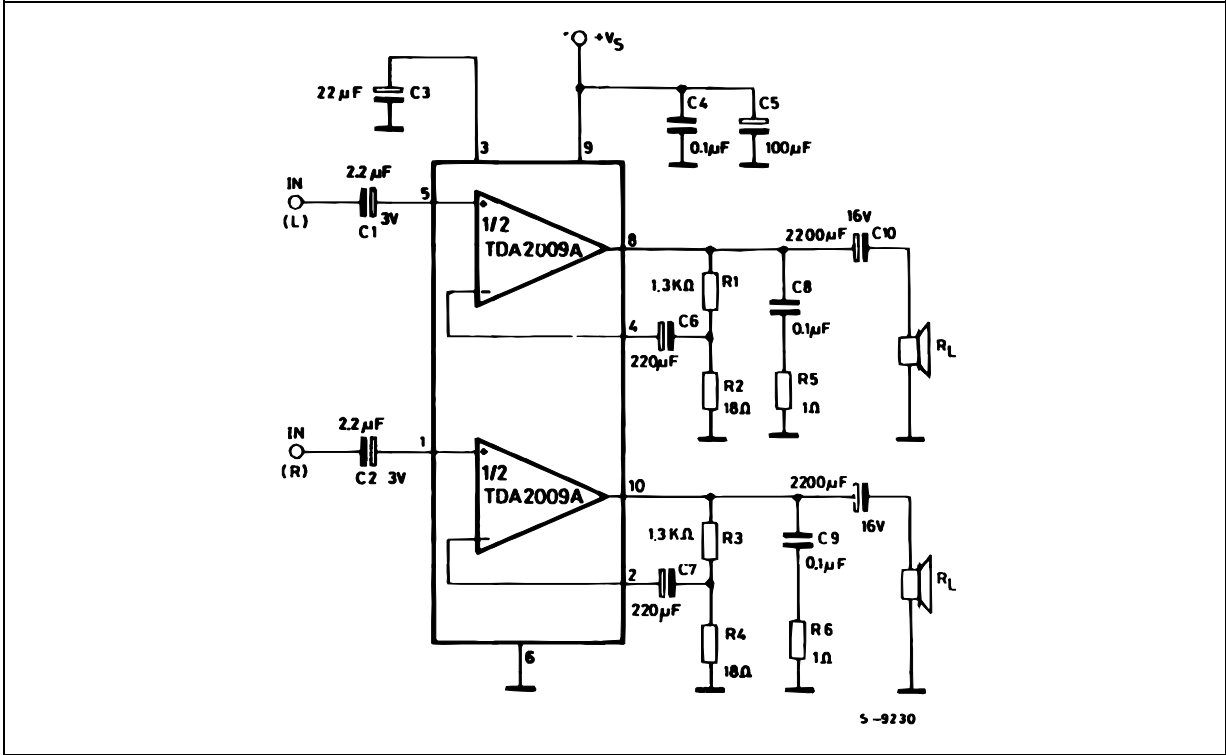 +VS
22µF C3
C4
C5
0.1µF
100µF
3
9
2.2µF
IN
(L)
C1
3V
5
1/2
TDA2009A
8
16V
2200µF
C10
1.3KΩ
R1
C8
0.1µF
4
C6
220µF
R2
18Ω
R5
1Ω
RL
2.2µF
IN
(R)
C2 3V
1
1/2
TDA2009A
10
2200µF
16V
1.3KΩ
R3
C9
0.1µF
2
C7
220µF
R4
18Ω
R6
1Ω
RL
6
S-9230